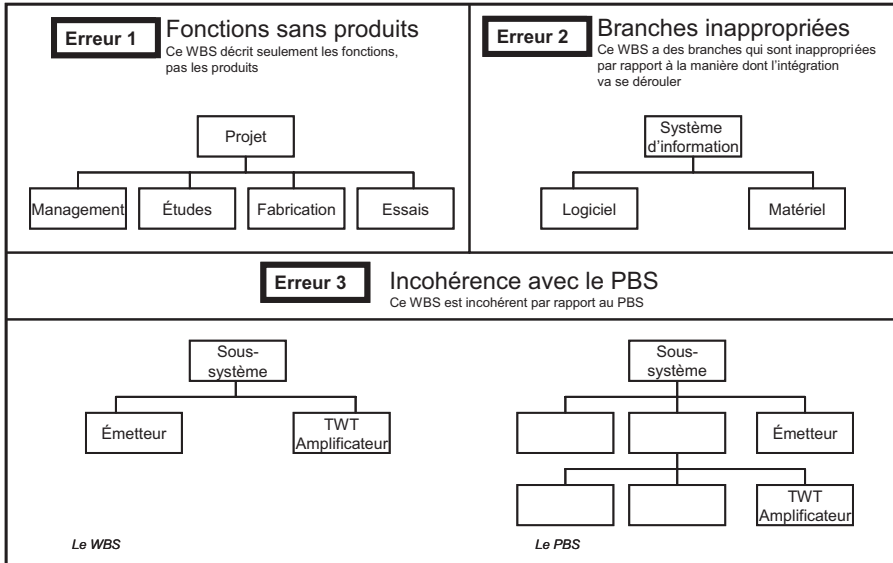 Erreur 1
Fonctions sans produits
Ce WBS décrit seulement les fonctions,
pas les produits
Projet
Management
Études
Fabrication
Essais
Erreur 2
Branches inappropriées
Ce WBS a des branches qui sont inappropriées
par rapport à la manière dont l'intégration
va se dérouler
Système
d'information
Logiciel
Matériel
Erreur 3
Incohérence avec le PBS
Ce WBS est incohérent par rapport au PBS
Sous-
système
Émetteur
TWT
Amplificateur
Le WBS
Sous-
système
Émetteur
TWT
Amplificateur
Le PBS